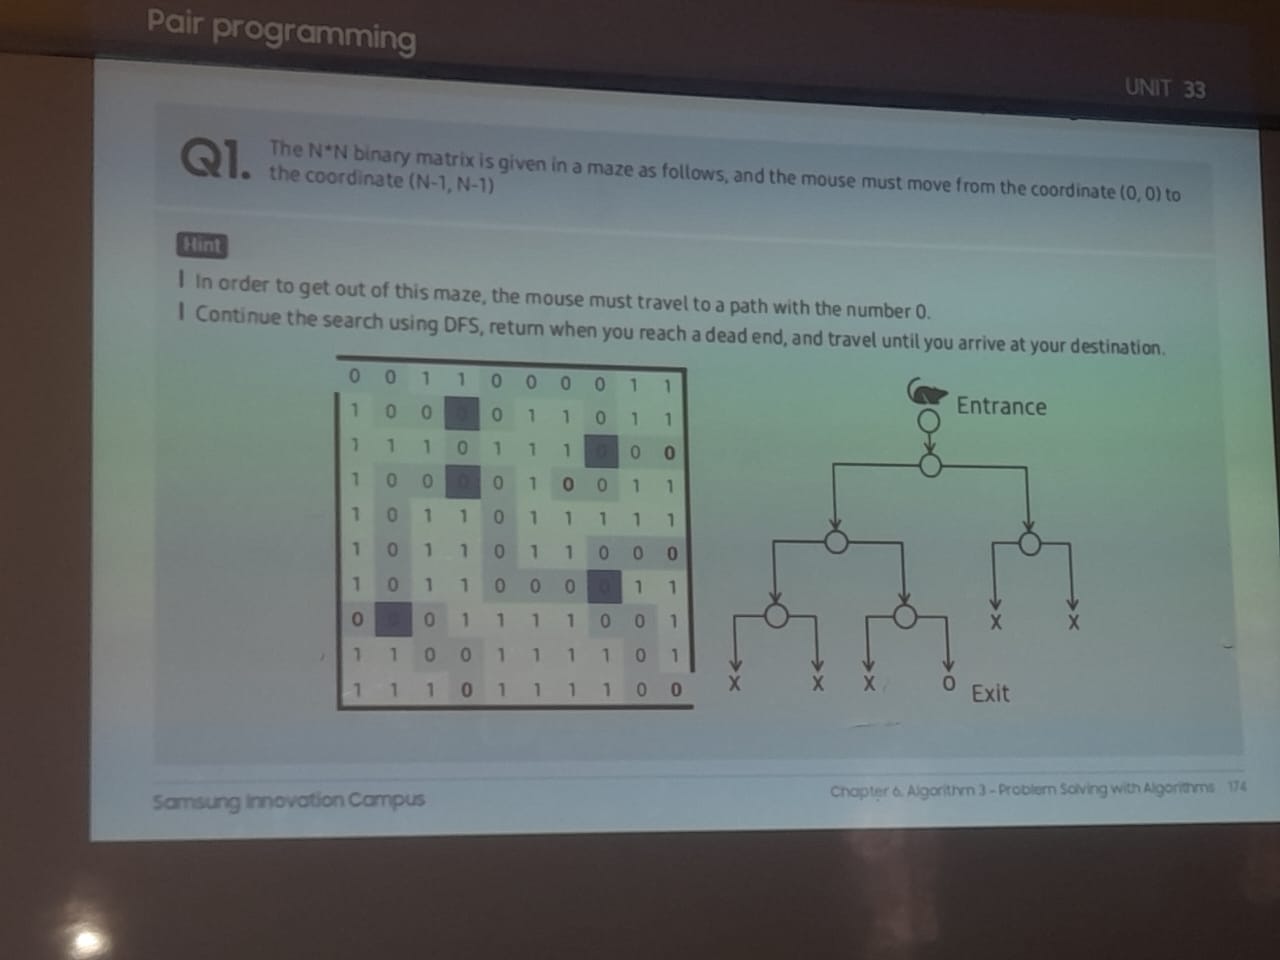 Pair programming
UNIT 33
Q1. The N*N binary matrix is given in a maze as follows, and the mouse must move from the coordinate (0, 0) to
the coordinate (N-1, N-1)
Hint
In order to get out of this maze, the mouse must travel to a path with the number 0.
Continue the search using DFS, return when you reach a dead end, and travel until you arrive at your destination.
0 0 1 1 0 0 0 0 1 1
1 0 0 0 0 1 1 0 1 1
1 1 1 0 1 1 1 0 0 0
1 0 0 0 0 1 0 0 1 1
1 0 1 1 0 1 1 1 1 1
1 0 1 1 0 1 1 0 0 0
1 0 1 1 0 0 0 0 1 1
0 0 0 1 1 1 1 0 0 1
1 1 0 0 1 1 1 1 0 1
1 1 1 0 1 1 1 1 0 0
Entrance
X X
X X X O
Exit
Samsung Innovation Campus
Chapter 6. Algorithm 3 - Problem Solving with Algorithms 174